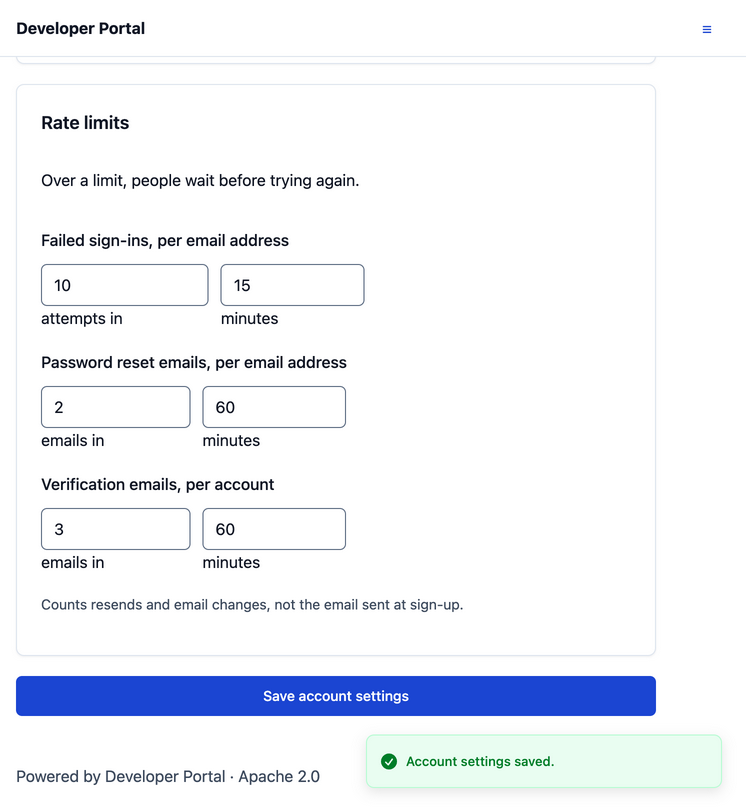 Developer Portal
Rate limits
Over a limit, people wait before trying again.
Failed sign-ins, per email address
10 15
attempts in minutes
Password reset emails, per email address
2 60
emails in minutes
Verification emails, per account
3 60
emails in minutes
Counts resends and email changes, not the email sent at sign-up.
Save account settings
Account settings saved.
Powered by Developer Portal · Apache 2.0